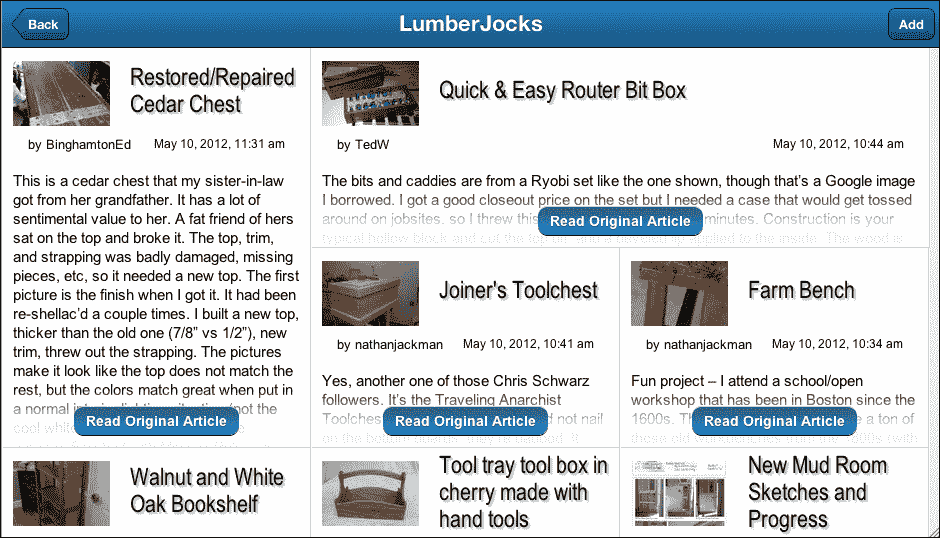 Back
LumberJocks
Add
Restored/Repaired
Cedar Chest
by BinghamtonEd May 10, 2012, 11:31 am
This is a cedar chest that my sister-in-law
got from her grandfather. It has a lot of
sentimental value to her. A fat friend of hers
sat on the top and broke it. The top, trim,
and strapping was badly damaged, missing
pieces, etc, so it needed a new top. The first
picture is the finish when I got it. It had been
re-shellac'd a couple times. I built a new top,
thicker than the old one (7/8” vs 1/2”), new
trim, threw out the strapping. The pictures
make it look like the top does not match the
rest, but the colors match great when put in
a normal
cool
Read Original Article
Quick & Easy Router Bit Box
by TedW May 10, 2012, 10:44 am
The bits and caddies are from a Ryobi set like the one shown, though that’s a Google image
I borrowed. I got a good closeout price on the set but I needed a case that would get tossed
around on jobsites, so I threw this minutes. Construction is your
typical hollow block and cut the top off, and a
Read Original Article
Joiner's Toolchest
by nathanjackman May 10, 2012, 10:41 am
Yes, another one of those Chris Schwarz
followers. It’s the Traveling Anarchist
not nail
on the bottom boards, they're
Read Original Article
Farm Bench
by nathanjackman May 10, 2012, 10:34 am
Fun project – I attend a school/open
workshop that has been in Boston since the
1600s. a ton of
these old workbenches from the
Read Original Article
Walnut and White
Oak Bookshelf
Tool tray tool box in
cherry made with
hand tools
New Mud Room
Sketches and
Progress